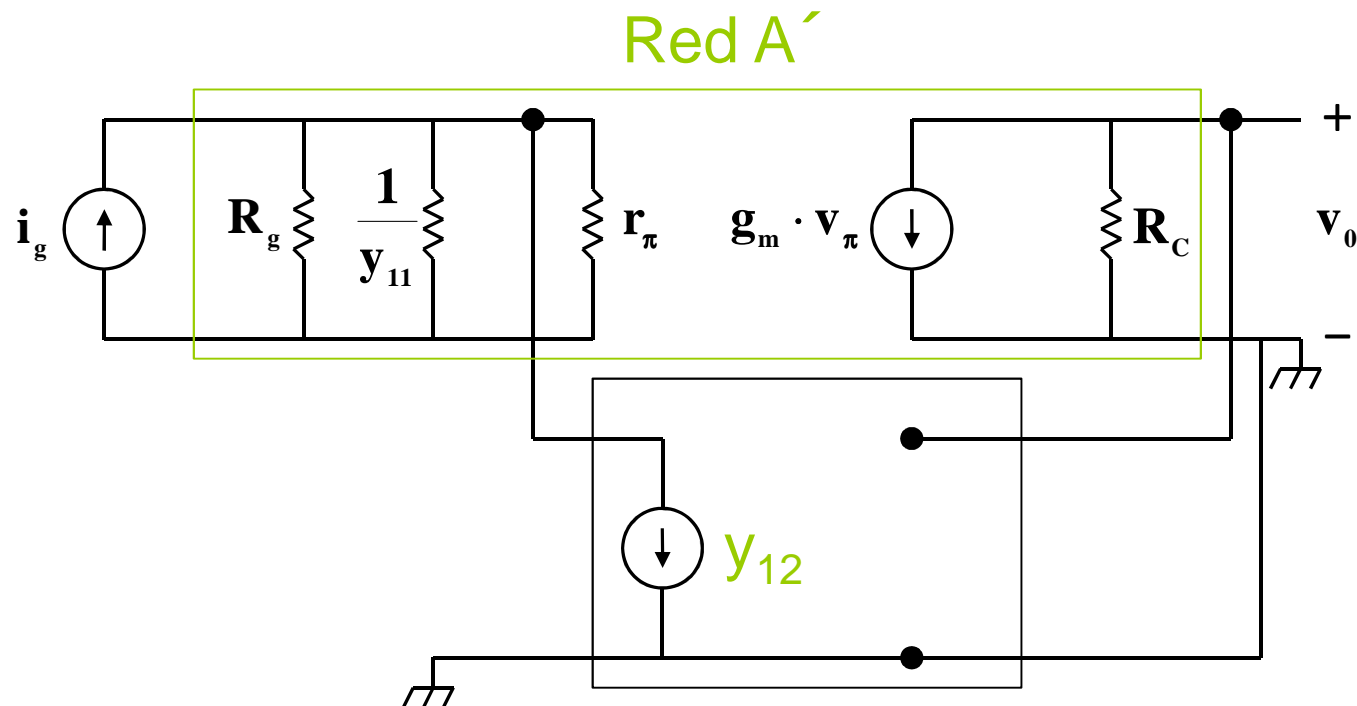 Red A´
+
1
i_g
R_g
y_11
r_π
g_m · v_π
R_C
v_0
−
y_12